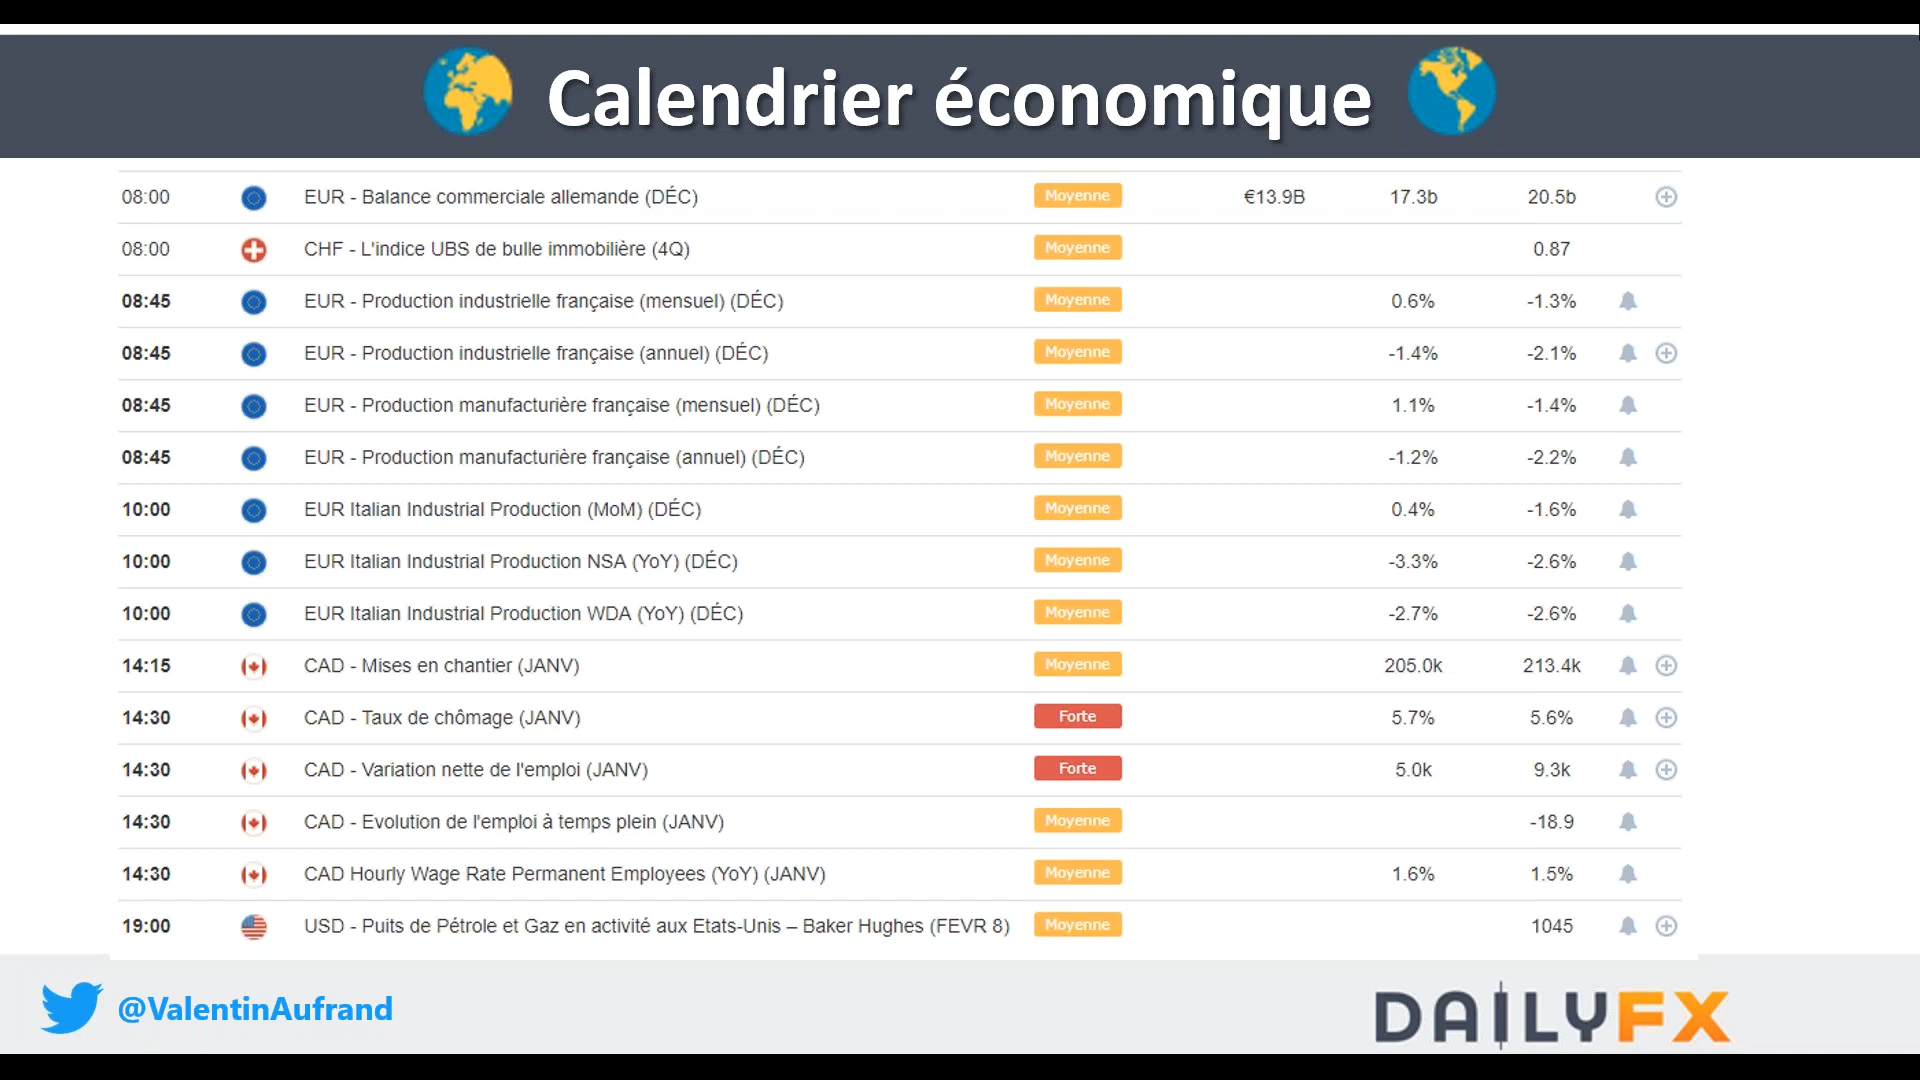 Calendrier économique
08:00 EUR - Balance commerciale allemande (DÉC) Moyenne €13.9B 17.3b 20.5b
08:00 CHF - L'indice UBS de bulle immobilière (4Q) Moyenne 0.87
08:45 EUR - Production industrielle française (mensuel) (DÉC) Moyenne 0.6% -1.3%
08:45 EUR - Production industrielle française (annuel) (DÉC) Moyenne -1.4% -2.1%
08:45 EUR - Production manufacturière française (mensuel) (DÉC) Moyenne 1.1% -1.4%
08:45 EUR - Production manufacturière française (annuel) (DÉC) Moyenne -1.2% -2.2%
10:00 EUR Italian Industrial Production (MoM) (DÉC) Moyenne 0.4% -1.6%
10:00 EUR Italian Industrial Production NSA (YoY) (DÉC) Moyenne -3.3% -2.6%
10:00 EUR Italian Industrial Production WDA (YoY) (DÉC) Moyenne -2.7% -2.6%
14:15 CAD - Mises en chantier (JANV) Moyenne 205.0k 213.4k
14:30 CAD - Taux de chômage (JANV) Forte 5.7% 5.6%
14:30 CAD - Variation nette de l'emploi (JANV) Forte 5.0k 9.3k
14:30 CAD - Evolution de l'emploi à temps plein (JANV) Moyenne -18.9
14:30 CAD Hourly Wage Rate Permanent Employees (YoY) (JANV) Moyenne 1.6% 1.5%
19:00 USD - Puits de Pétrole et Gaz en activité aux Etats-Unis – Baker Hughes (FEVR 8) Moyenne 1045
@ValentinAufrand
DAILYFX